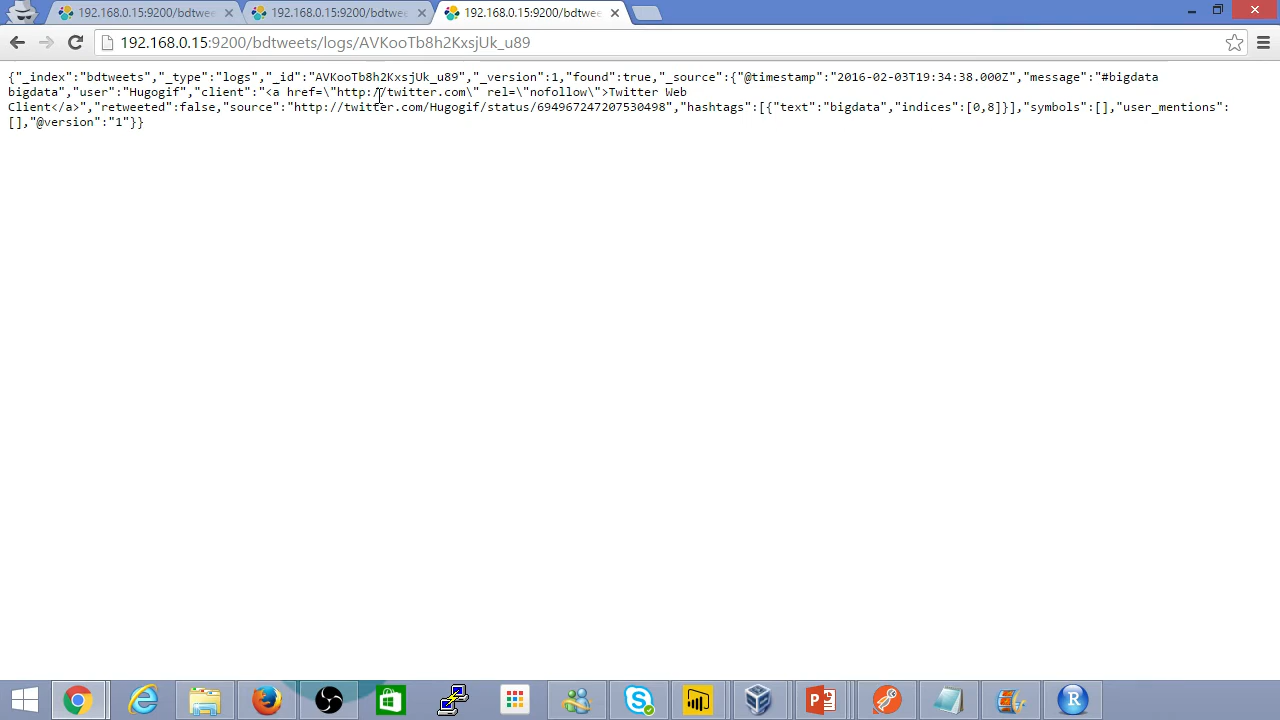 192.168.0.15:9200/bdtwe 192.168.0.15:9200/bdtwe 192.168.0.15:9200/bdtwe
192.168.0.15:9200/bdtweets/logs/AVKooTb8h2KxsjUk_u89
{"_index":"bdtweets","_type":"logs","_id":"AVKooTb8h2KxsjUk_u89","_version":1,"found":true,"_source":{"@timestamp":"2016-02-03T19:34:38.000Z","message":"#bigdata
bigdata","user":"Hugogif","client":"<a href=\"http://twitter.com\" rel=\"nofollow\">Twitter Web
Client</a>","retweeted":false,"source":"http://twitter.com/Hugogif/status/694967247207530498","hashtags":[{"text":"bigdata","indices":[0,8]}],"symbols":[],"user_mentions":
[],"@version":"1"}}